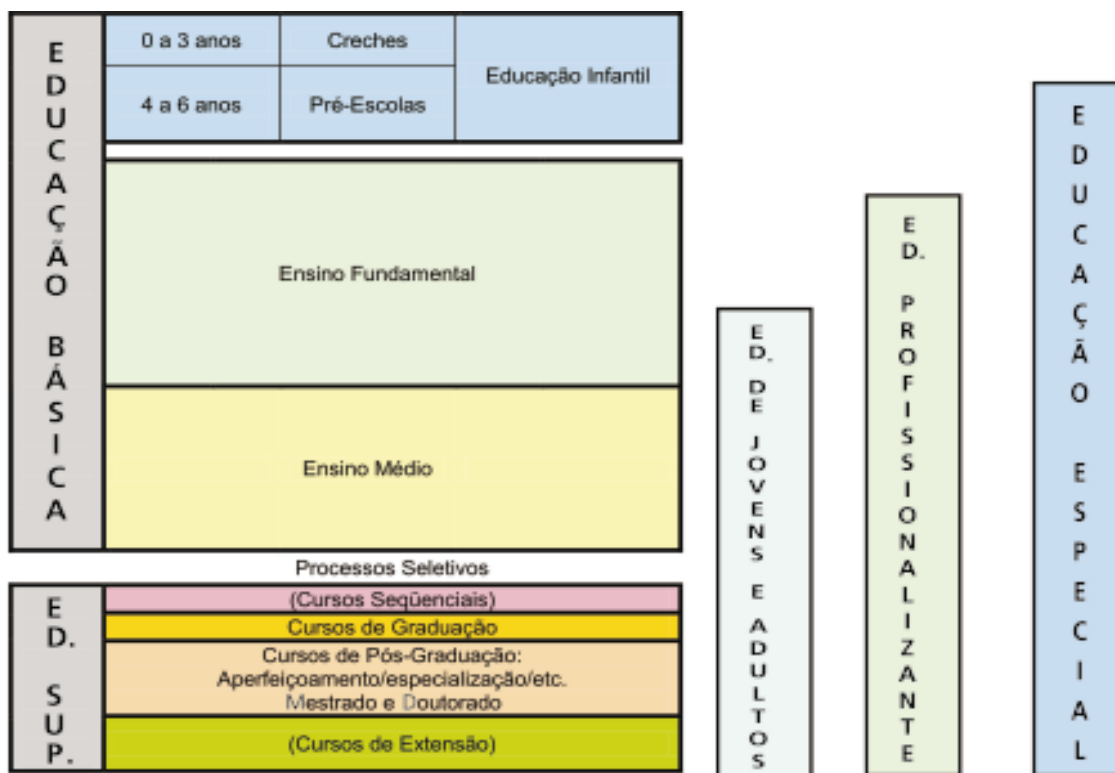 EDUCAÇÃO BÁSICA
0 a 3 anos
Creches
Educação Infantil
4 a 6 anos
Pré-Escolas
Ensino Fundamental
Ensino Médio
Processos Seletivos
ED. SUP.
(Cursos Seqüenciais)
Cursos de Graduação
Cursos de Pós-Graduação:
Aperfeiçoamento/especialização/etc.
Mestrado e Doutorado
(Cursos de Extensão)
ED. DE JOVENS E ADULTOS
ED. PROFISSIONALIZANTE
EDUCAÇÃO ESPECIAL